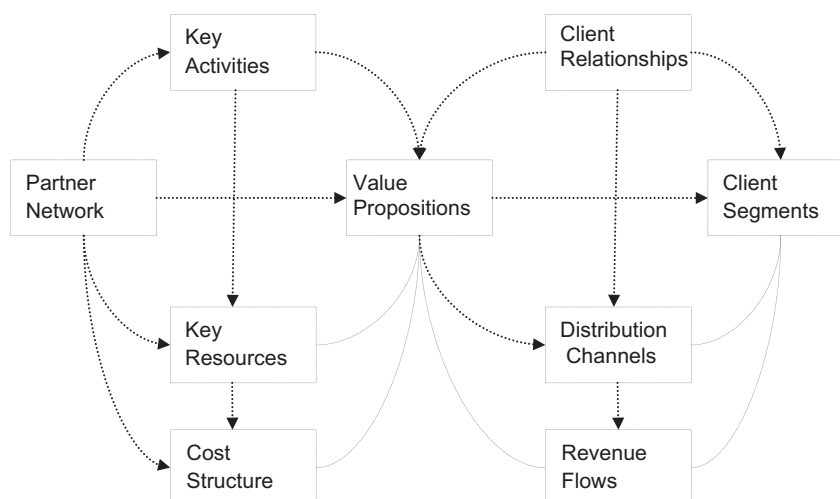 Key
Activities
Client
Relationships
Partner
Network
Value
Propositions
Client
Segments
Key
Resources
Distribution
Channels
Cost
Structure
Revenue
Flows